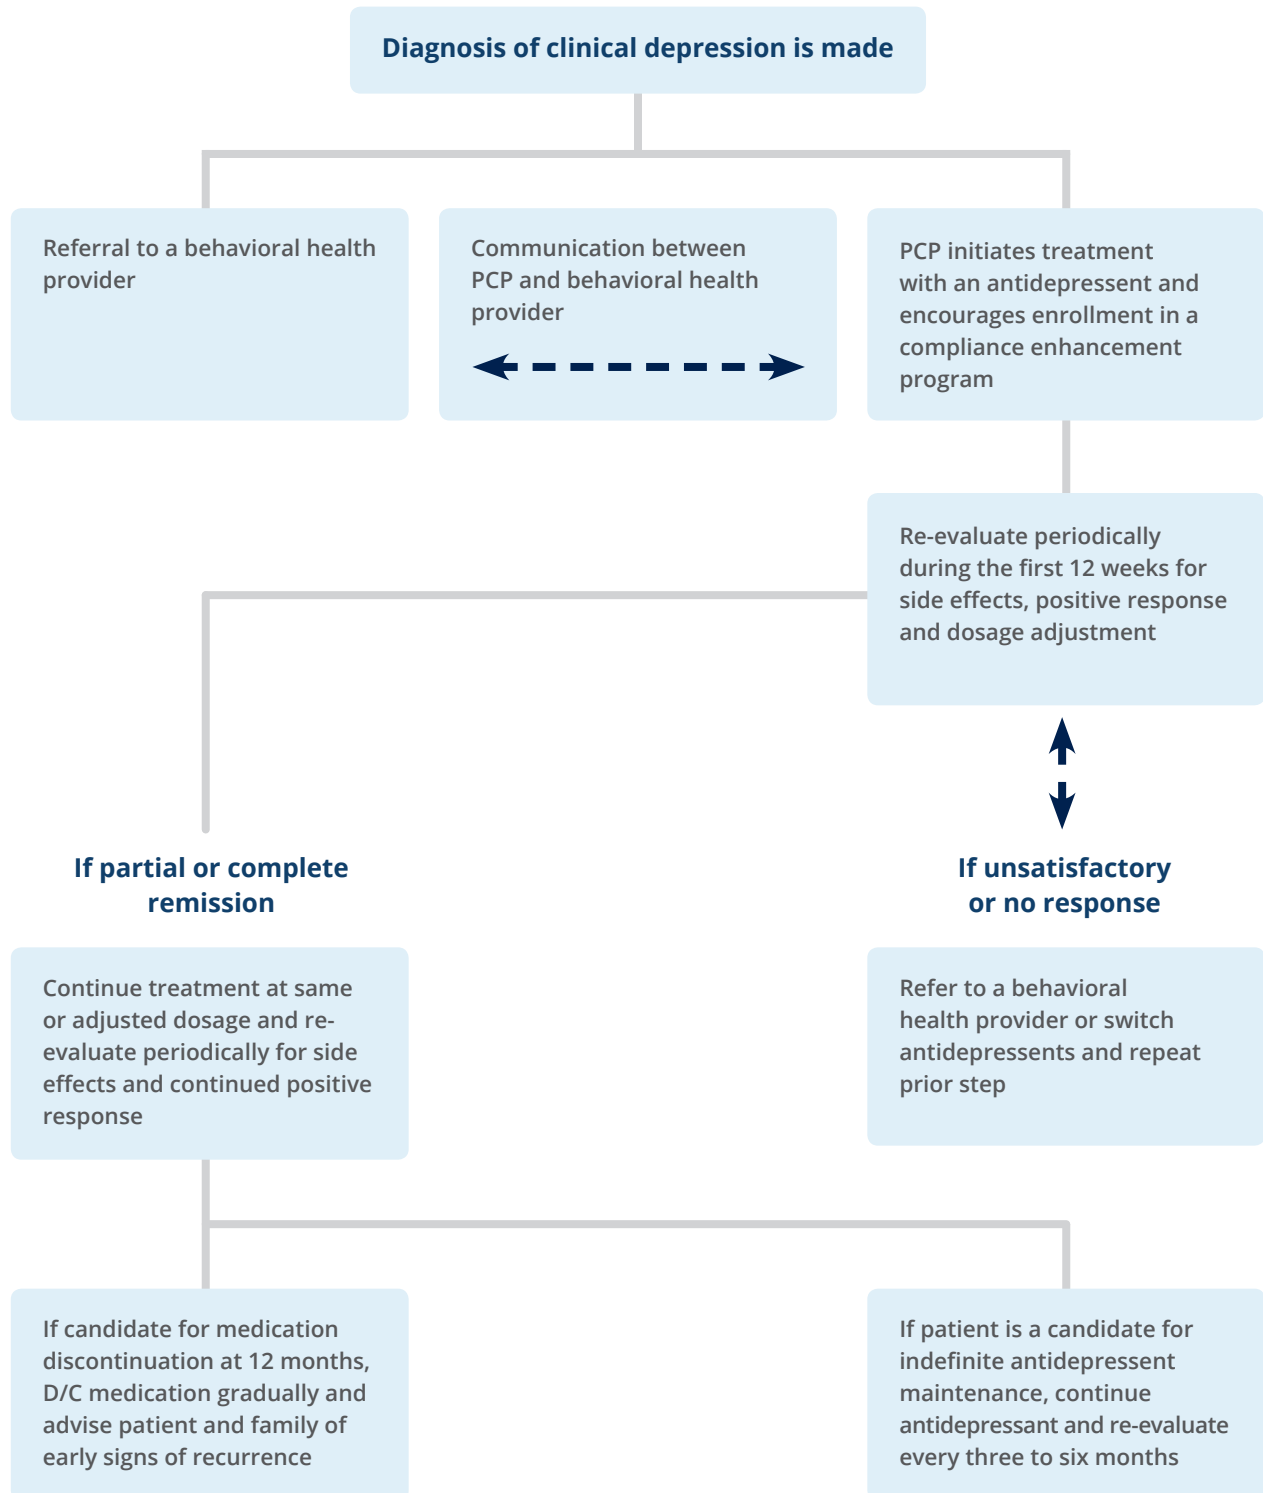 Diagnosis of clinical depression is made
Referral to a behavioral health
provider
Communication between
PCP and behavioral health
provider
PCP initiates treatment
with an antidepressent and
encourages enrollment in a
compliance enhancement
program
Re-evaluate periodically
during the first 12 weeks for
side effects, positive response
and dosage adjustment
If partial or complete
remission
If unsatisfactory
or no response
Continue treatment at same
or adjusted dosage and re-
evaluate periodically for side
effects and continued positive
response
Refer to a behavioral
health provider or switch
antidepressents and repeat
prior step
If candidate for medication
discontinuation at 12 months,
D/C medication gradually and
advise patient and family of
early signs of recurrence
If patient is a candidate for
indefinite antidepressent
maintenance, continue
antidepressant and re-evaluate
every three to six months